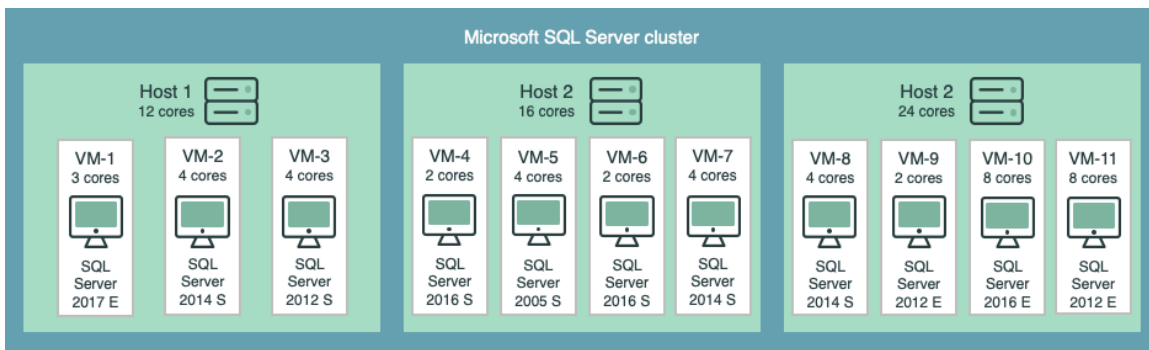 Microsoft SQL Server cluster
Host 1
12 cores
VM-1
3 cores
SQL
Server
2017 E
VM-2
4 cores
SQL
Server
2014 S
VM-3
4 cores
SQL
Server
2012 S
Host 2
16 cores
VM-4
2 cores
SQL
Server
2016 S
VM-5
4 cores
SQL
Server
2005 S
VM-6
2 cores
SQL
Server
2016 S
VM-7
4 cores
SQL
Server
2014 S
Host 2
24 cores
VM-8
4 cores
SQL
Server
2014 S
VM-9
2 cores
SQL
Server
2012 E
VM-10
8 cores
SQL
Server
2016 E
VM-11
8 cores
SQL
Server
2012 E